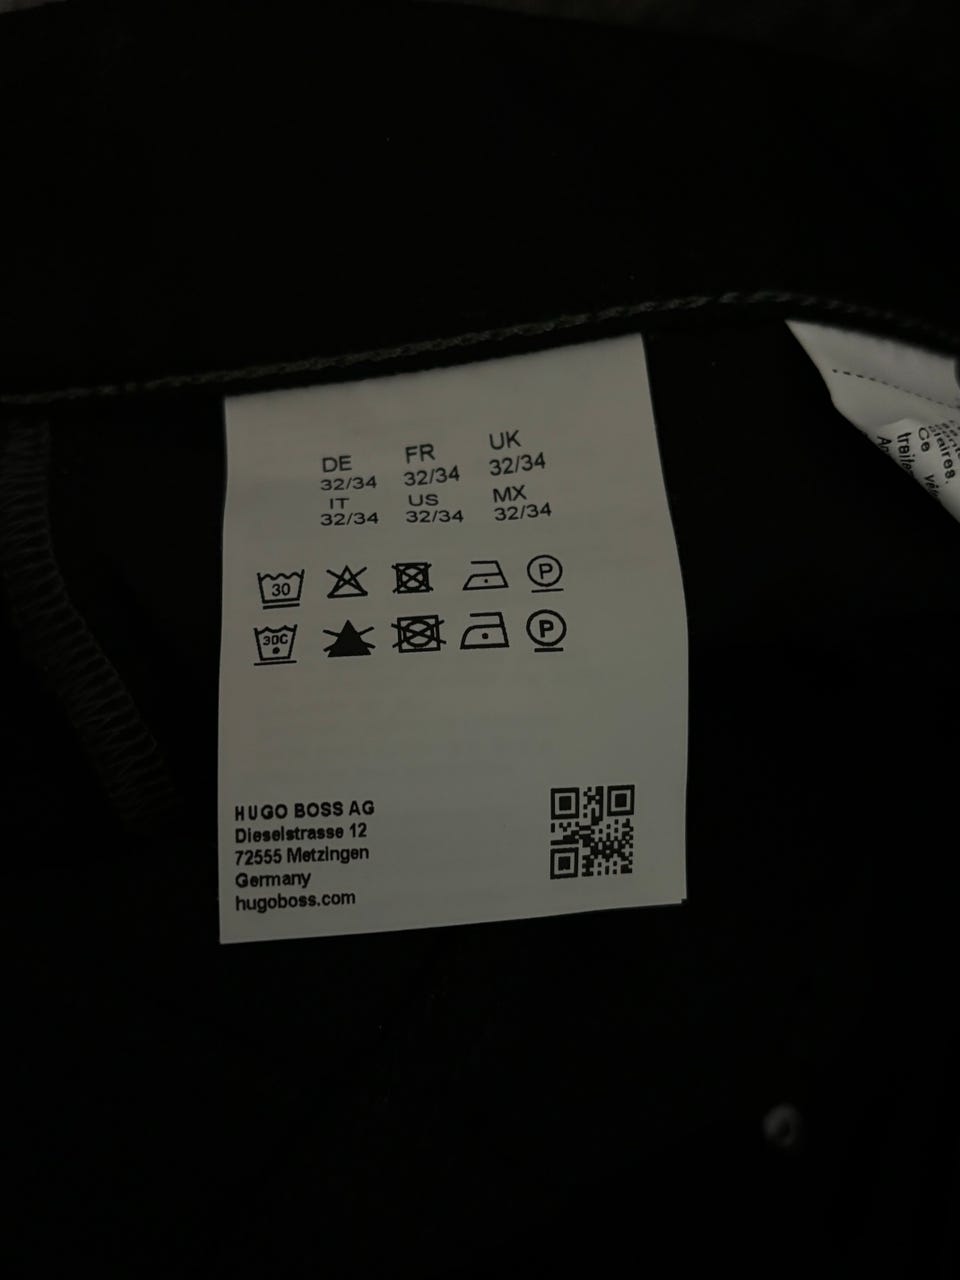 DE FR UK
32/34 32/34 32/34
IT US MX
32/34 32/34 32/34
30 P
30C P
HUGO BOSS AG
Dieselstrasse 12
72555 Metzingen
Germany
hugoboss.com
Ce